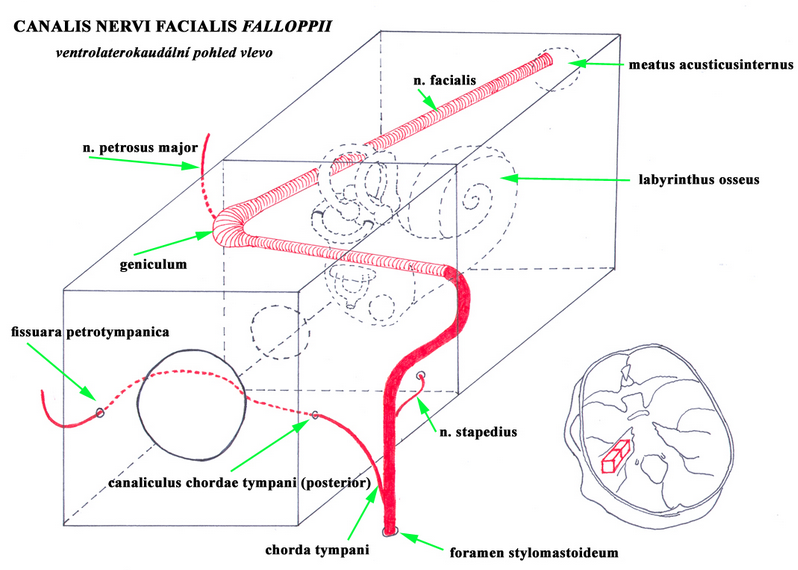 CANALIS NERVI FACIALIS FALLOPPII
ventrolaterokaudální pohled vlevo
meatus acusticusinternus
n. facialis
n. petrosus major
labyrinthus osseus
geniculum
fissuara petrotympanica
n. stapedius
canaliculus chordae tympani (posterior)
chorda tympani
foramen stylomastoideum